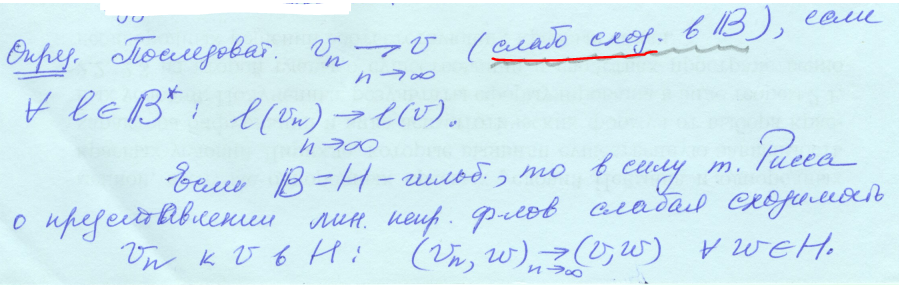 Опред. Последоват. vₙ → v (слабо сход. в 𝔹), если
n→∞
∀ l ∈ 𝔹* : l(vₙ) → l(v).
n→∞
Если 𝔹 = H – гильб., то в силу т. Рисса
о представлении лин. непр. ф-лов слабая сходимость
vₙ к v в H : (vₙ, w) → (v, w) ∀ w ∈ H.
n→∞